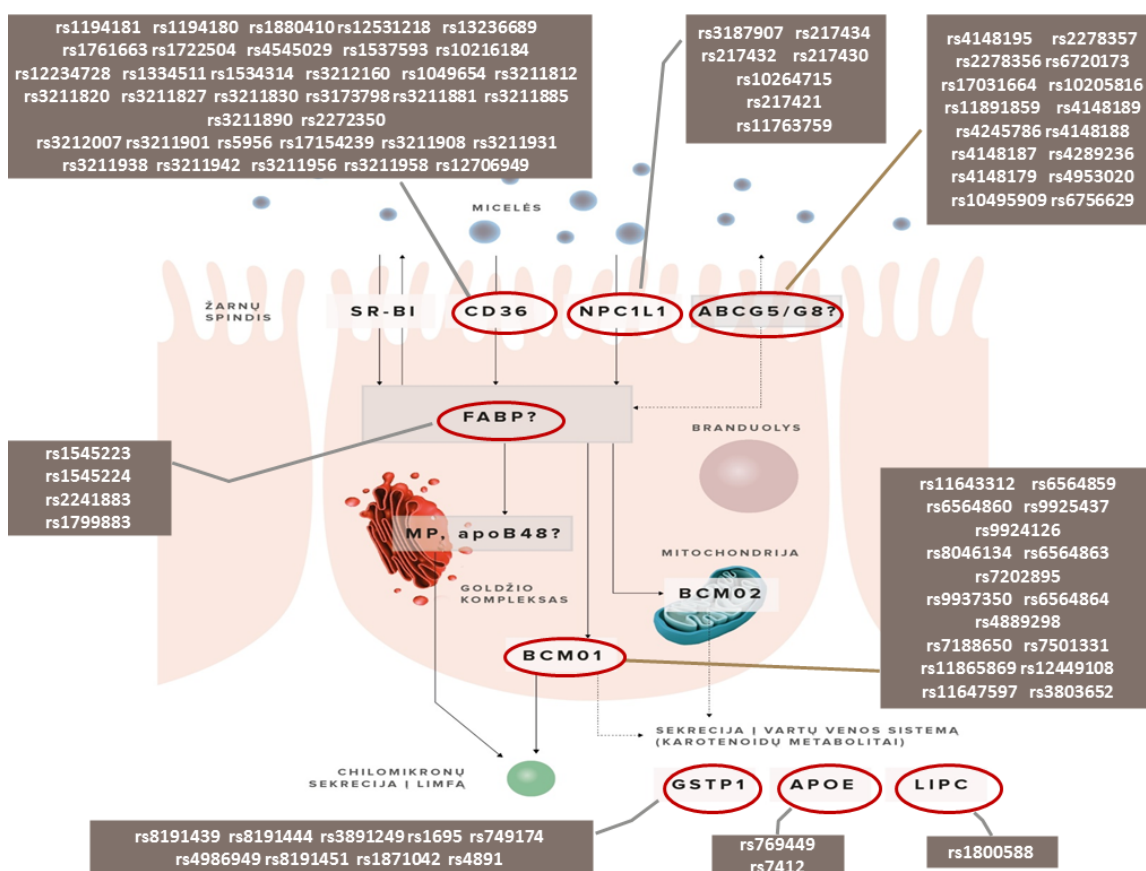 rs1194181 rs1194180 rs1880410 rs12531218 rs13236689
rs1761663 rs1722504 rs4545029 rs1537593 rs10216184
rs12234728 rs1334511 rs1534314 rs3212160 rs1049654 rs3211812
rs3211820 rs3211827 rs3211830 rs3173798 rs3211881 rs3211885
rs3211890 rs2272350
rs3212007 rs3211901 rs5956 rs17154239 rs3211908 rs3211931
rs3211938 rs3211942 rs3211956 rs3211958 rs12706949
rs3187907 rs217434
rs217432 rs217430
rs10264715
rs217421
rs11763759
rs4148195 rs2278357
rs2278356 rs6720173
rs17031664 rs10205816
rs11891859 rs4148189
rs4245786 rs4148188
rs4148187 rs4289236
rs4148179 rs4953020
rs10495909 rs6756629
MICELĖS
ŽARNŲ
SPINDIS
SR-BI
CD36
NPC1L1
ABCG5/G8?
FABP?
BRANDUOLYS
rs1545223
rs1545224
rs2241883
rs1799883
MP, apoB48?
GOLDŽIO
KOMPLEKSAS
MITOCHONDRIJA
BCM02
BCM01
rs11643312 rs6564859
rs6564860 rs9925437
rs9924126
rs8046134 rs6564863
rs7202895
rs9937350 rs6564864
rs4889298
rs7188650 rs7501331
rs11865869 rs12449108
rs11647597 rs3803652
SEKRECIJA Į VARTŲ VENOS SISTEMĄ
(KAROTENOIDŲ METABOLITAI)
CHILOMIKRONŲ
SEKRECIJA Į LIMFĄ
GSTP1
APOE
LIPC
rs8191439 rs8191444 rs3891249 rs1695 rs749174
rs4986949 rs8191451 rs1871042 rs4891
rs769449
rs7412
rs1800588